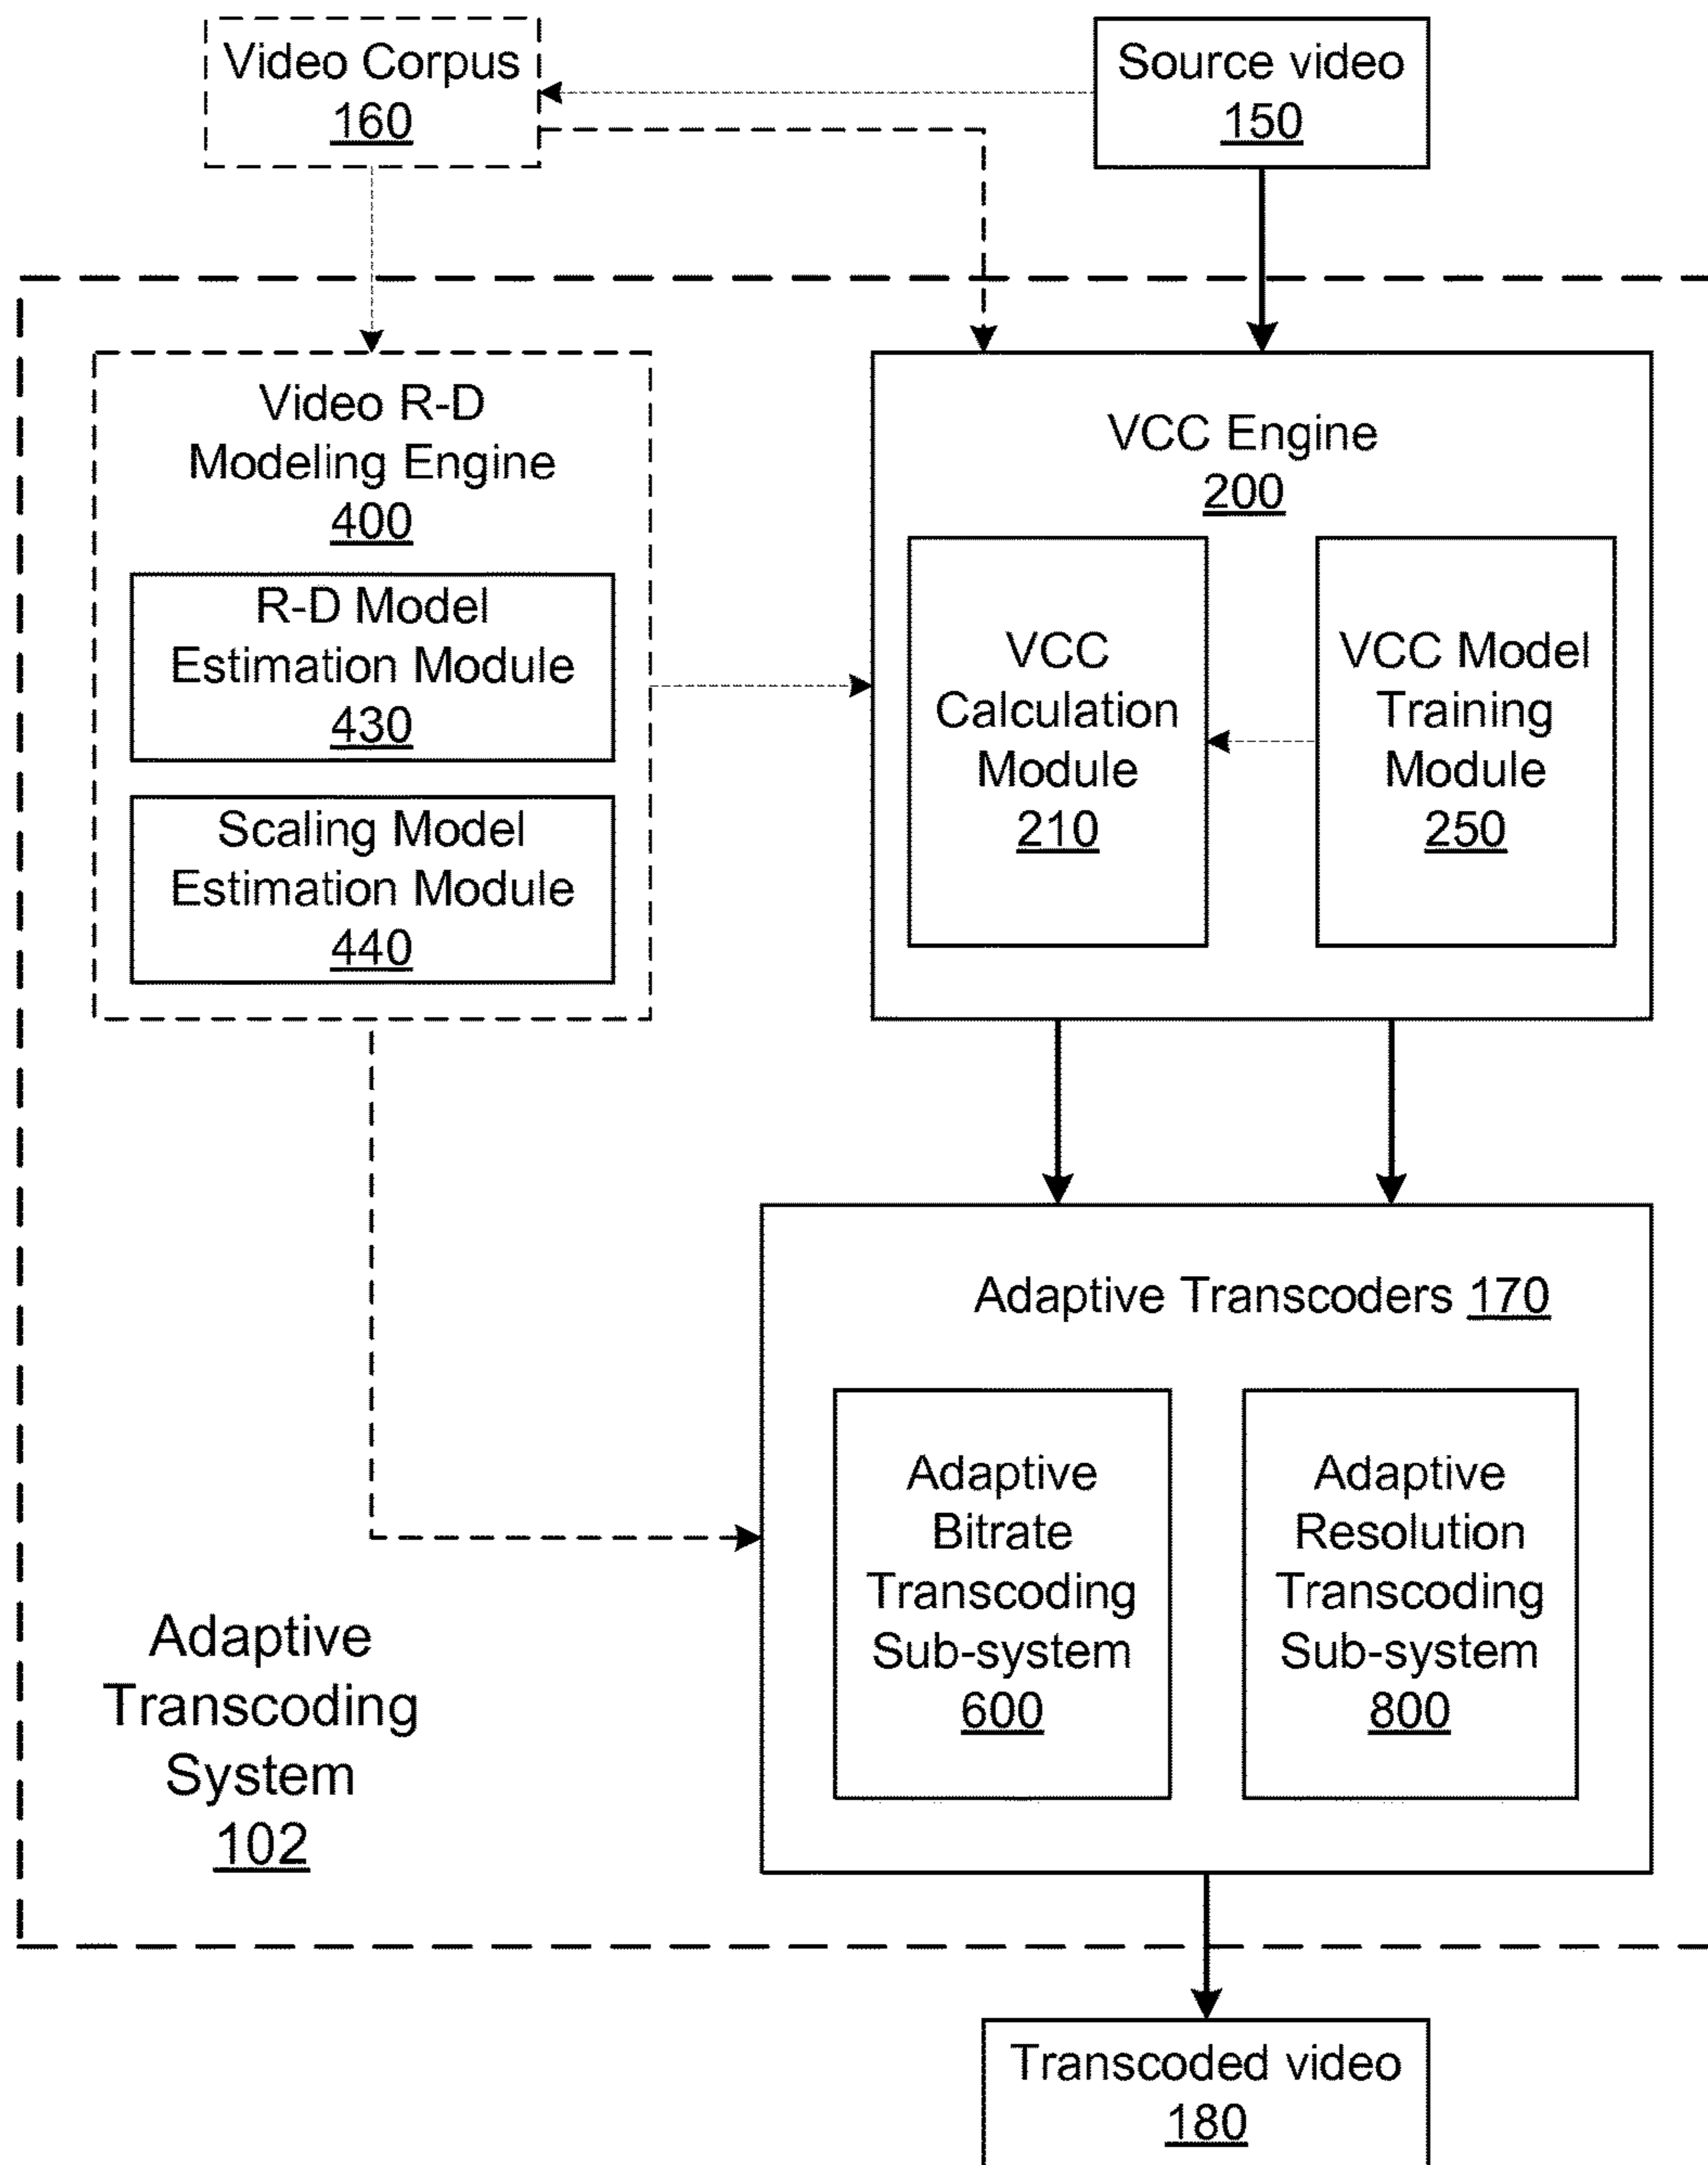 Video Corpus
160
Source video
150
Video R-D
Modeling Engine
400
R-D Model
Estimation Module
430
Scaling Model
Estimation Module
440
VCC Engine
200
VCC
Calculation
Module
210
VCC Model
Training
Module
250
Adaptive Transcoders 170
Adaptive
Bitrate
Transcoding
Sub-system
600
Adaptive
Resolution
Transcoding
Sub-system
800
Adaptive
Transcoding
System
102
Transcoded video
180